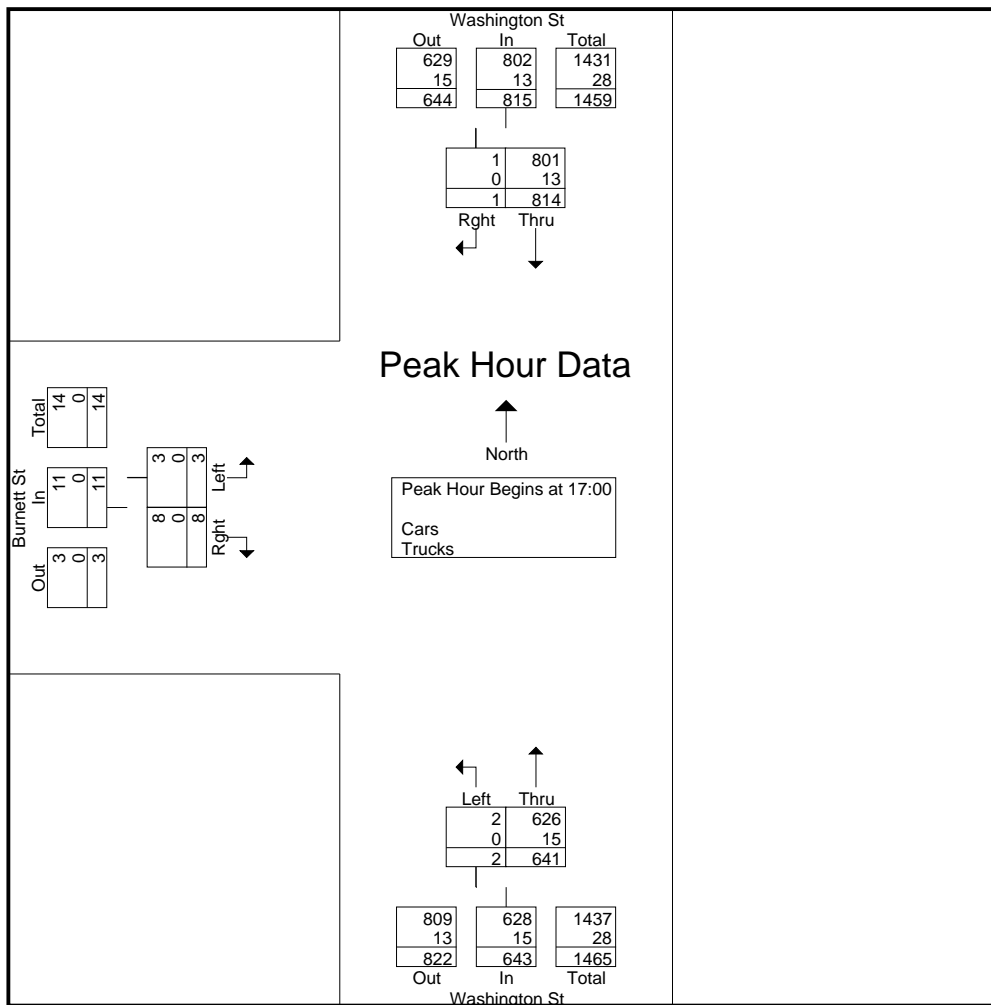 Washington St
Out In Total
629 802 1431
15 13 28
644 815 1459
1 801
0 13
1 814
Rght Thru
Peak Hour Data
North
Peak Hour Begins at 17:00
Cars
Trucks
Burnett St
Total
14 0 14
In
11 0 11
Out
3 0 3
3 0 3
Left
8 0 8
Rght
Left Thru
2 626
0 15
2 641
809 628 1437
13 15 28
822 643 1465
Out In Total
Washington St